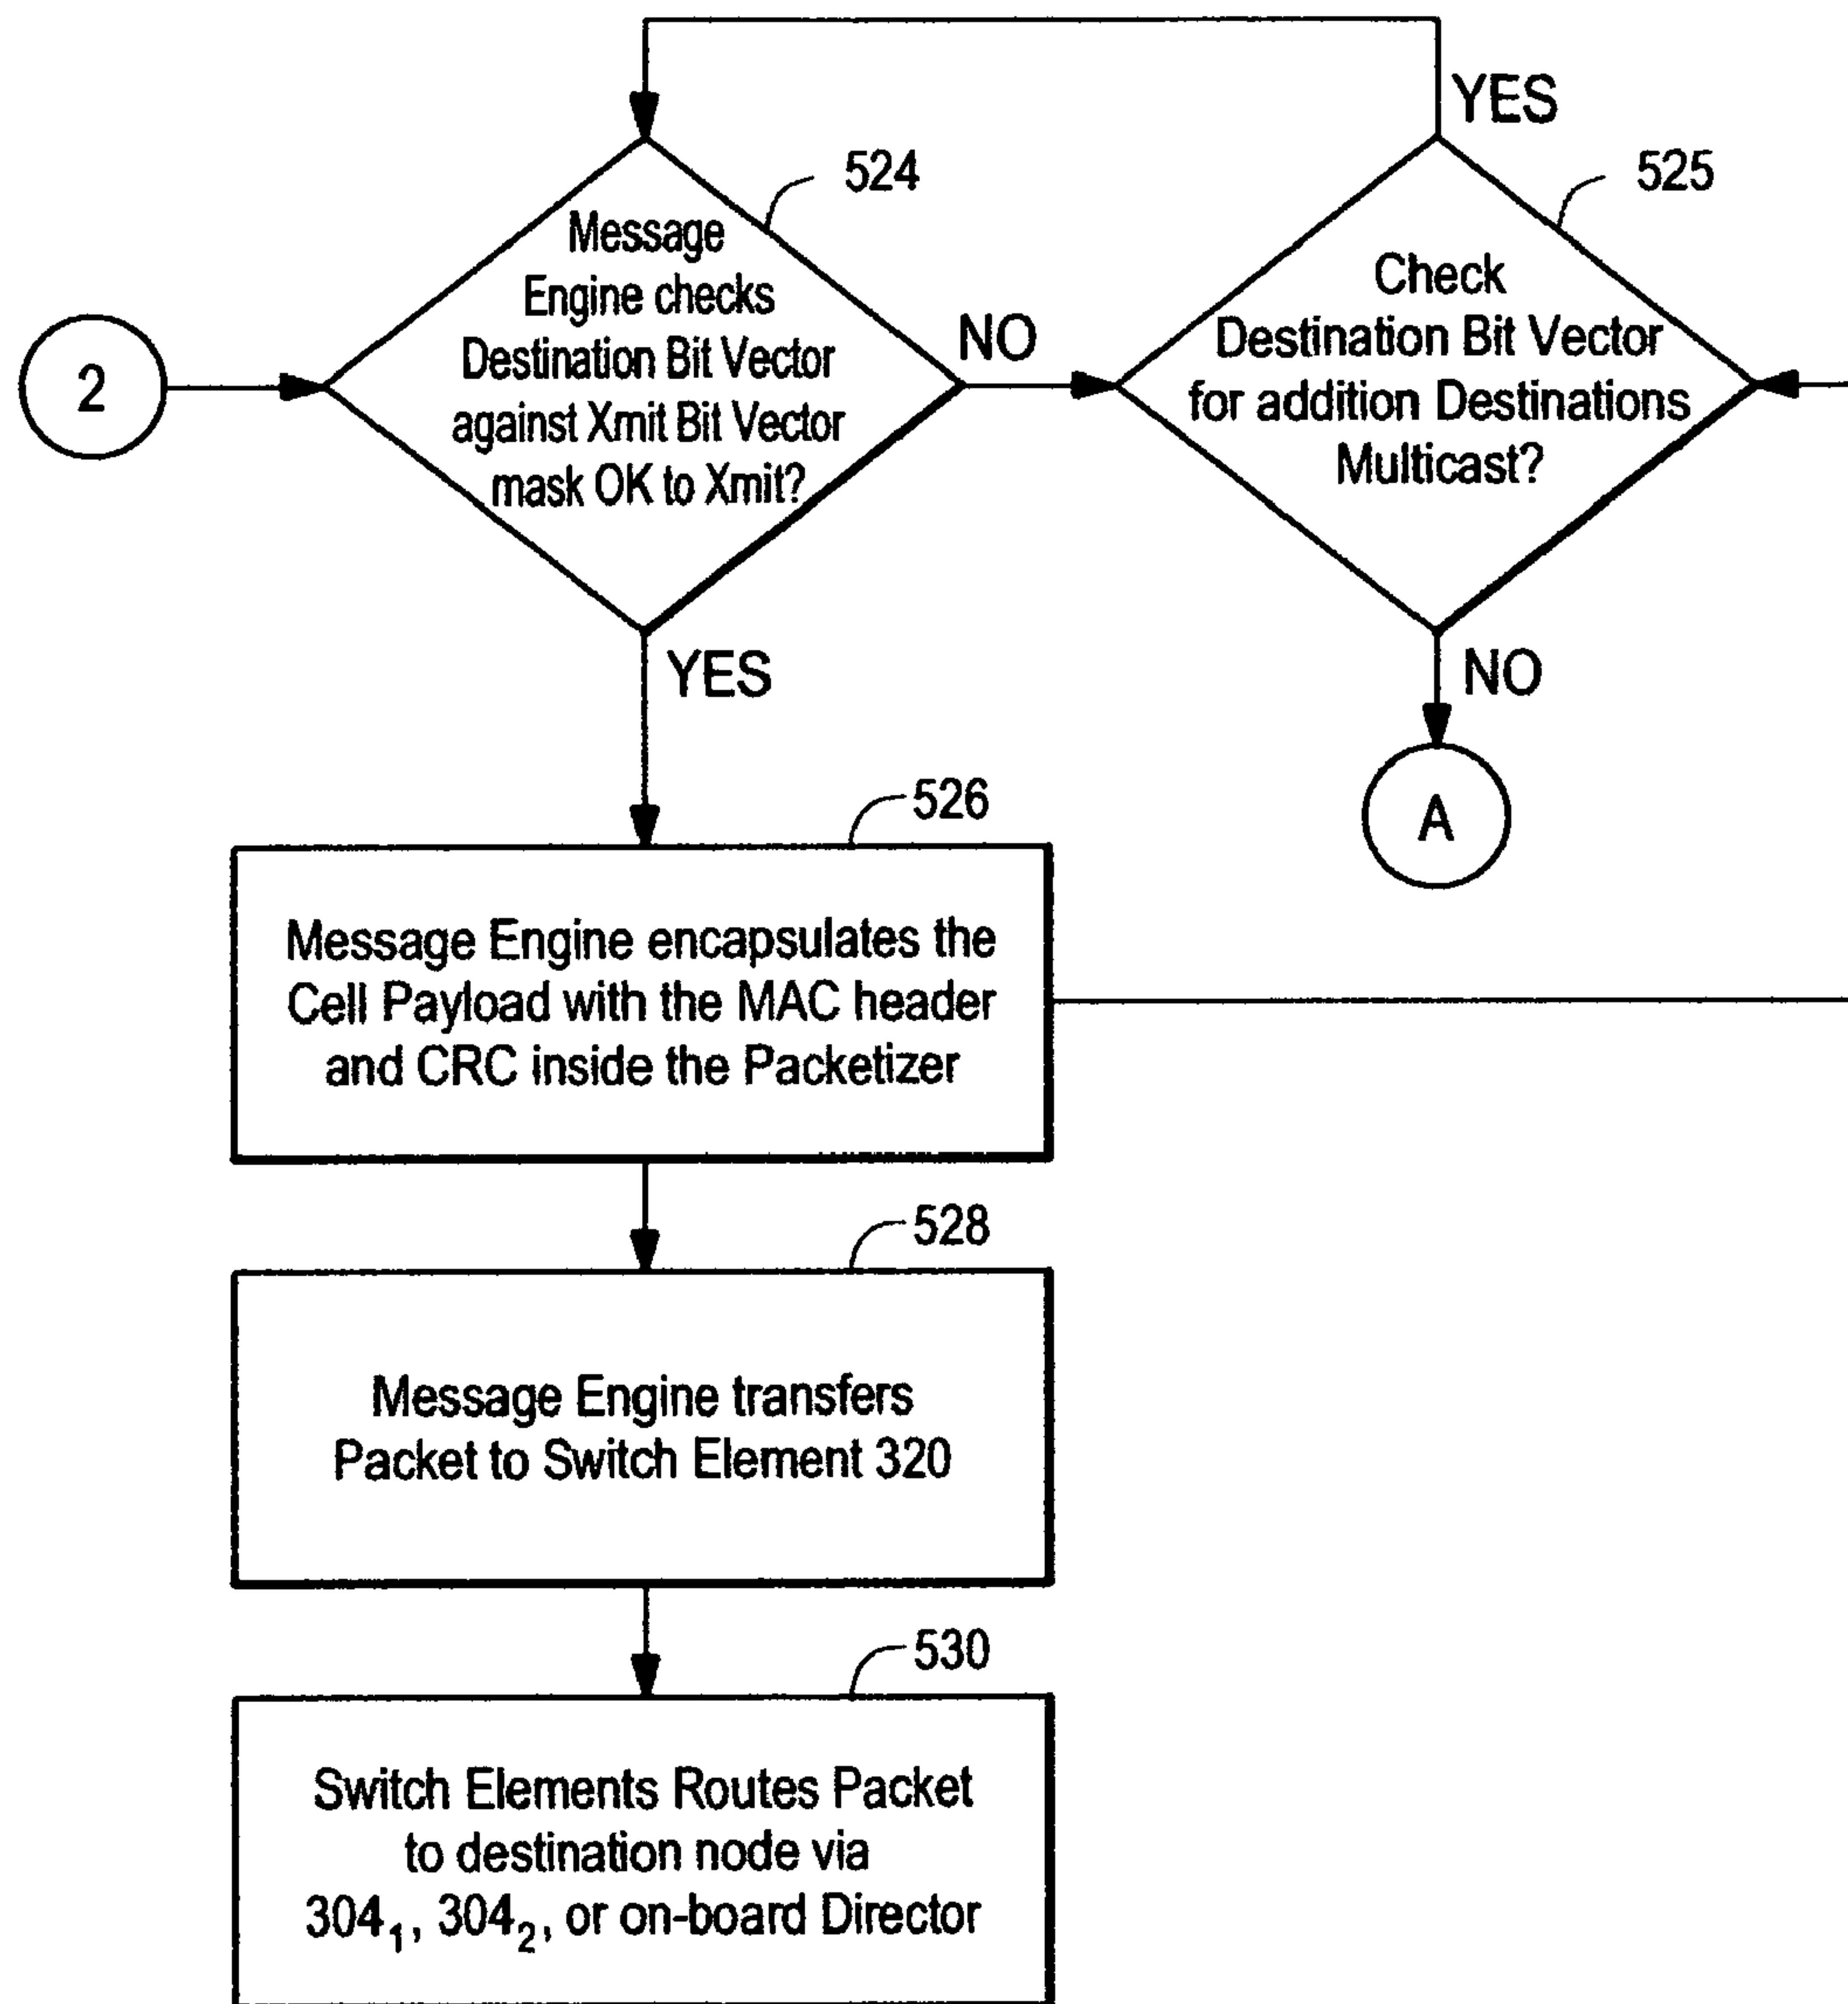 YES
524
525
Message
Engine checks
Destination Bit Vector
against Xmit Bit Vector
mask OK to Xmit?
Check
Destination Bit Vector
for addition Destinations
Multicast?
2
NO
YES
NO
A
526
Message Engine encapsulates the
Cell Payload with the MAC header
and CRC inside the Packetizer
528
Message Engine transfers
Packet to Switch Element 320
530
Switch Elements Routes Packet
to destination node via
304₁, 304₂, or on-board Director